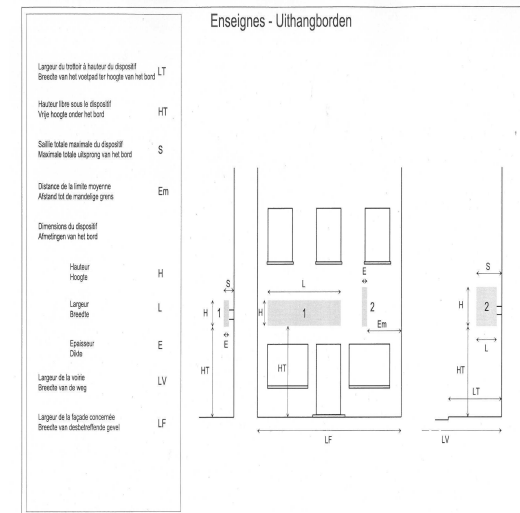 Enseignes - Uithangborden
Largeur du trottoir à hauteur du dispositif
Breedte van het voetpad ter hoogte van het bord
LT
Hauteur libre sous le dispositif
Vrije hoogte onder het bord
HT
Saillie totale maximale du dispositif
Maximale totale uitsprong van het bord
S
Distance de la limite moyenne
Afstand tot de mandelige grens
Em
Dimensions du dispositif
Afmetingen van het bord
Hauteur
Hoogte
H
Largeur
Breedte
L
Epaisseur
Dikte
E
Largeur de la voirie
Breedte van de weg
LV
Largeur de la façade concernée
Breedte van desbetreffende gevel
LF
S
H
1
E
HT
L
H
1
E
2
Em
HT
LF
S
H
2
L
HT
LT
LV